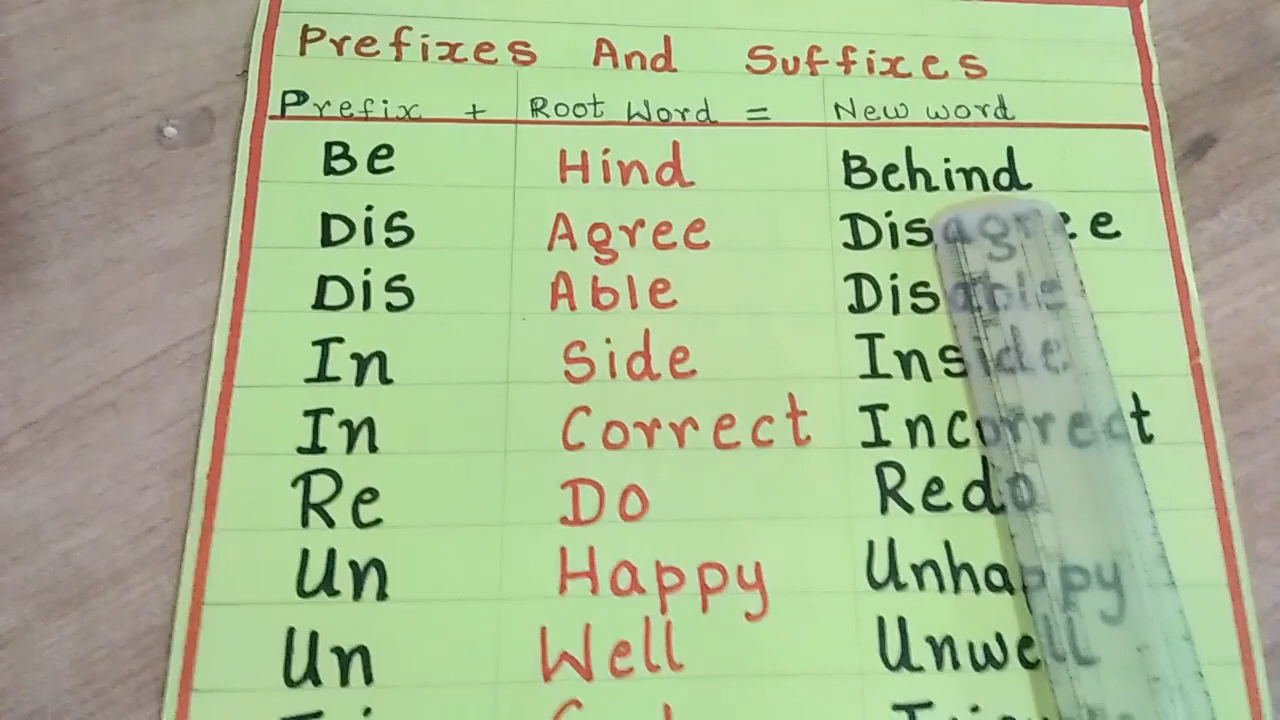 Prefixes And Suffixes
Prefix + Root Word = New word
Be Hind Behind
Dis Agree Disagree
Dis Able Disable
In Side Inside
In Correct Incorrect
Re Do Redo
Un Happy Unhappy
Un Well Unwell